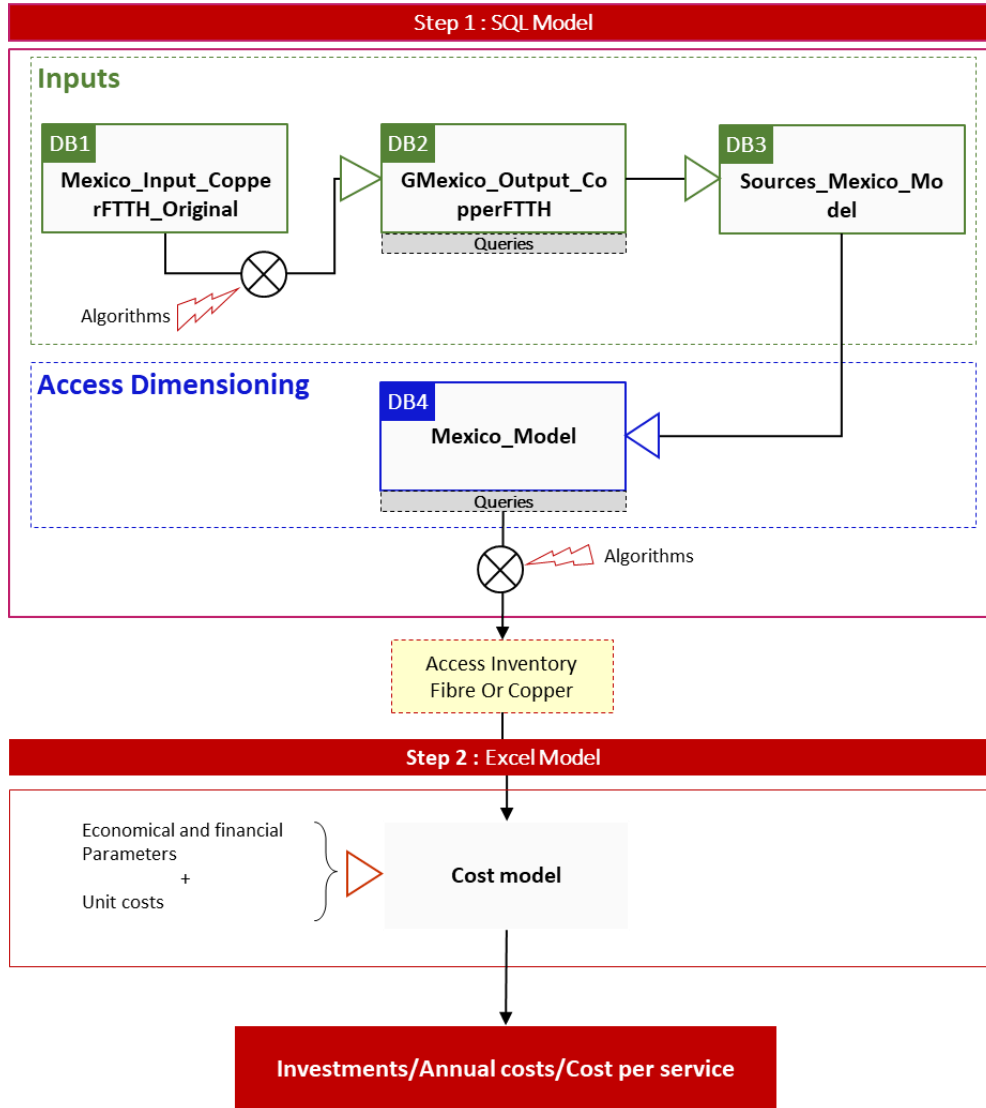 Step 1 : SQL Model
Inputs
DB1
Mexico_Input_Coppe
rFTTH_Original
DB2
GMexico_Output_Co
pperFTTH
Queries
DB3
Sources_Mexico_Mo
del
Algorithms
Access Dimensioning
DB4
Mexico_Model
Queries
Algorithms
Access Inventory
Fibre Or Copper
Step 2 : Excel Model
Economical and financial
Parameters
+
Unit costs
Cost model
Investments/Annual costs/Cost per service